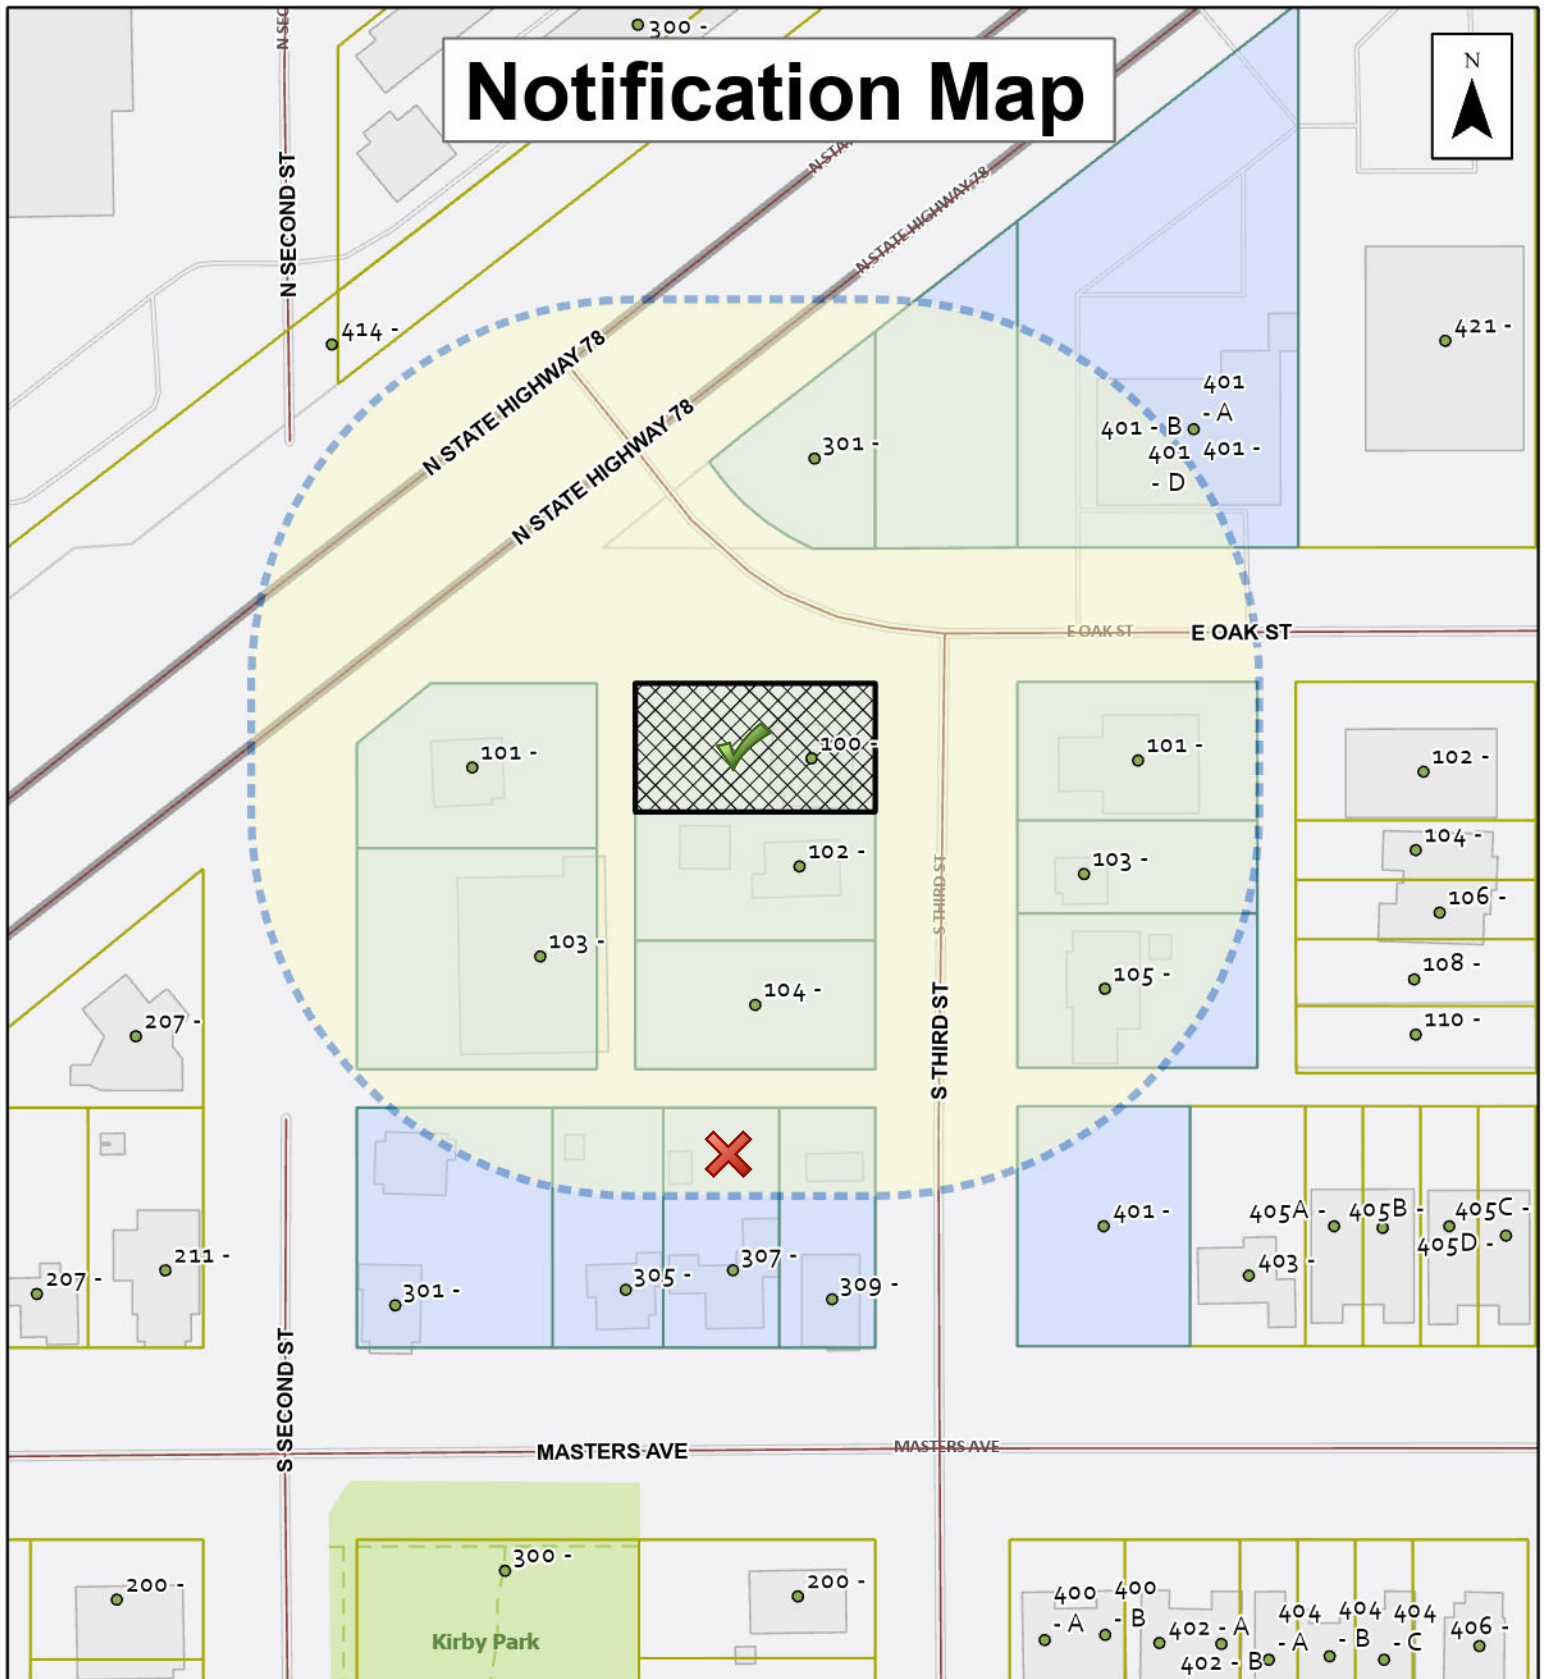 300 -
N SEC
Notification Map
N
N STA
N STATE HIGHWAY 78
N SECOND ST
414 -
421 -
N STATE HIGHWAY 78
401
- A
401 - B
401 -
401
- D
301 -
N STATE HIGHWAY 78
E OAK ST
E OAK ST
101 -
100 -
101 -
102 -
104 -
102 -
103 -
106 -
S THIRD ST
103 -
105 -
108 -
104 -
207 -
110 -
S THIRD ST
401 -
405A -
405B -
405C -
405D -
211 -
207 -
301 -
305 -
307 -
309 -
403 -
S SECOND ST
MASTERS AVE
MASTERS AVE
300 -
200 -
200 -
Kirby Park
400
- A
400
- B
402 - A
402 - B
404
- A
404
- B
404
- C
406 -